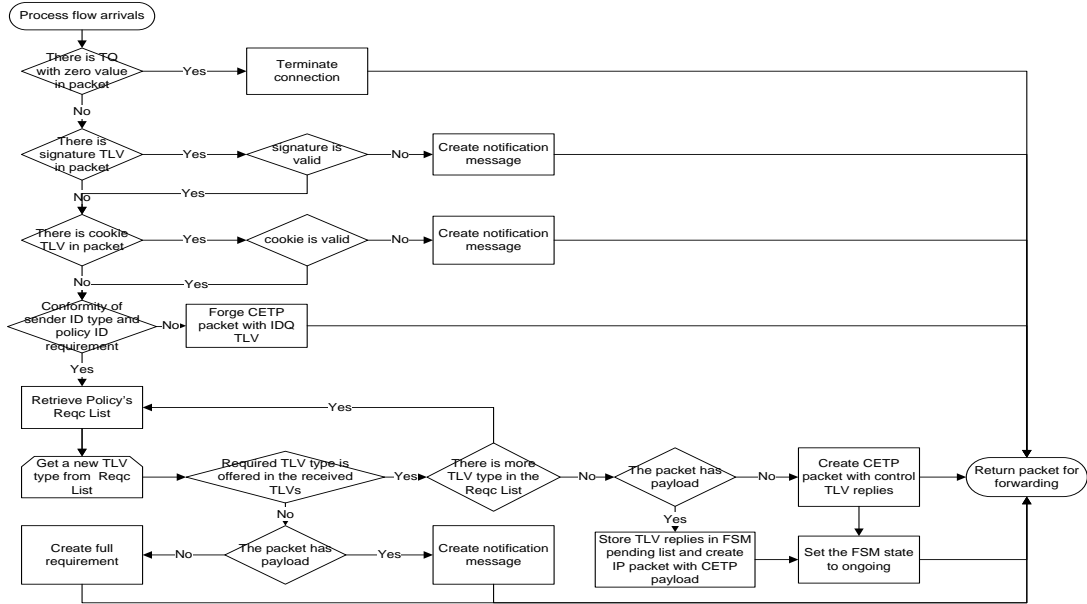 Process flow arrivals
There is TO
with zero value
in packet
Yes
Terminate
connection
No
There is
signature TLV
in packet
Yes
signature is
valid
No
Create notification
message
Yes
No
There is cookie
TLV in packet
Yes
cookie is valid
No
Create notification
message
No
Yes
Conformity of
sender ID type and
policy ID
requirement
No
Forge CETP
packet with IDQ
TLV
Yes
Retrieve Policy's
Reqc List
Yes
Get a new TLV
type from Reqc
List
Required TLV type is
offered in the received
TLVs
Yes
There is more
TLV type in the
Reqc List
No
The packet has
payload
No
Create CETP
packet with control
TLV replies
Return packet for
forwarding
No
Yes
Create full
requirement
No
The packet has
payload
Yes
Create notification
message
Store TLV replies in FSM
pending list and create
IP packet with CETP
payload
Set the FSM state
to ongoing